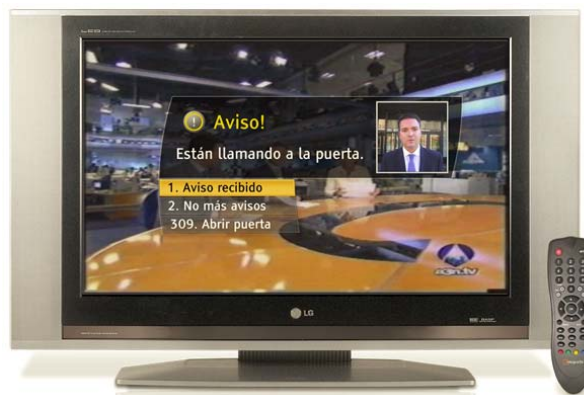 Aviso!
Están llamando a la puerta.
1. Aviso recibido
2. No más avisos
309. Abrir puerta
a3n.tv
LG